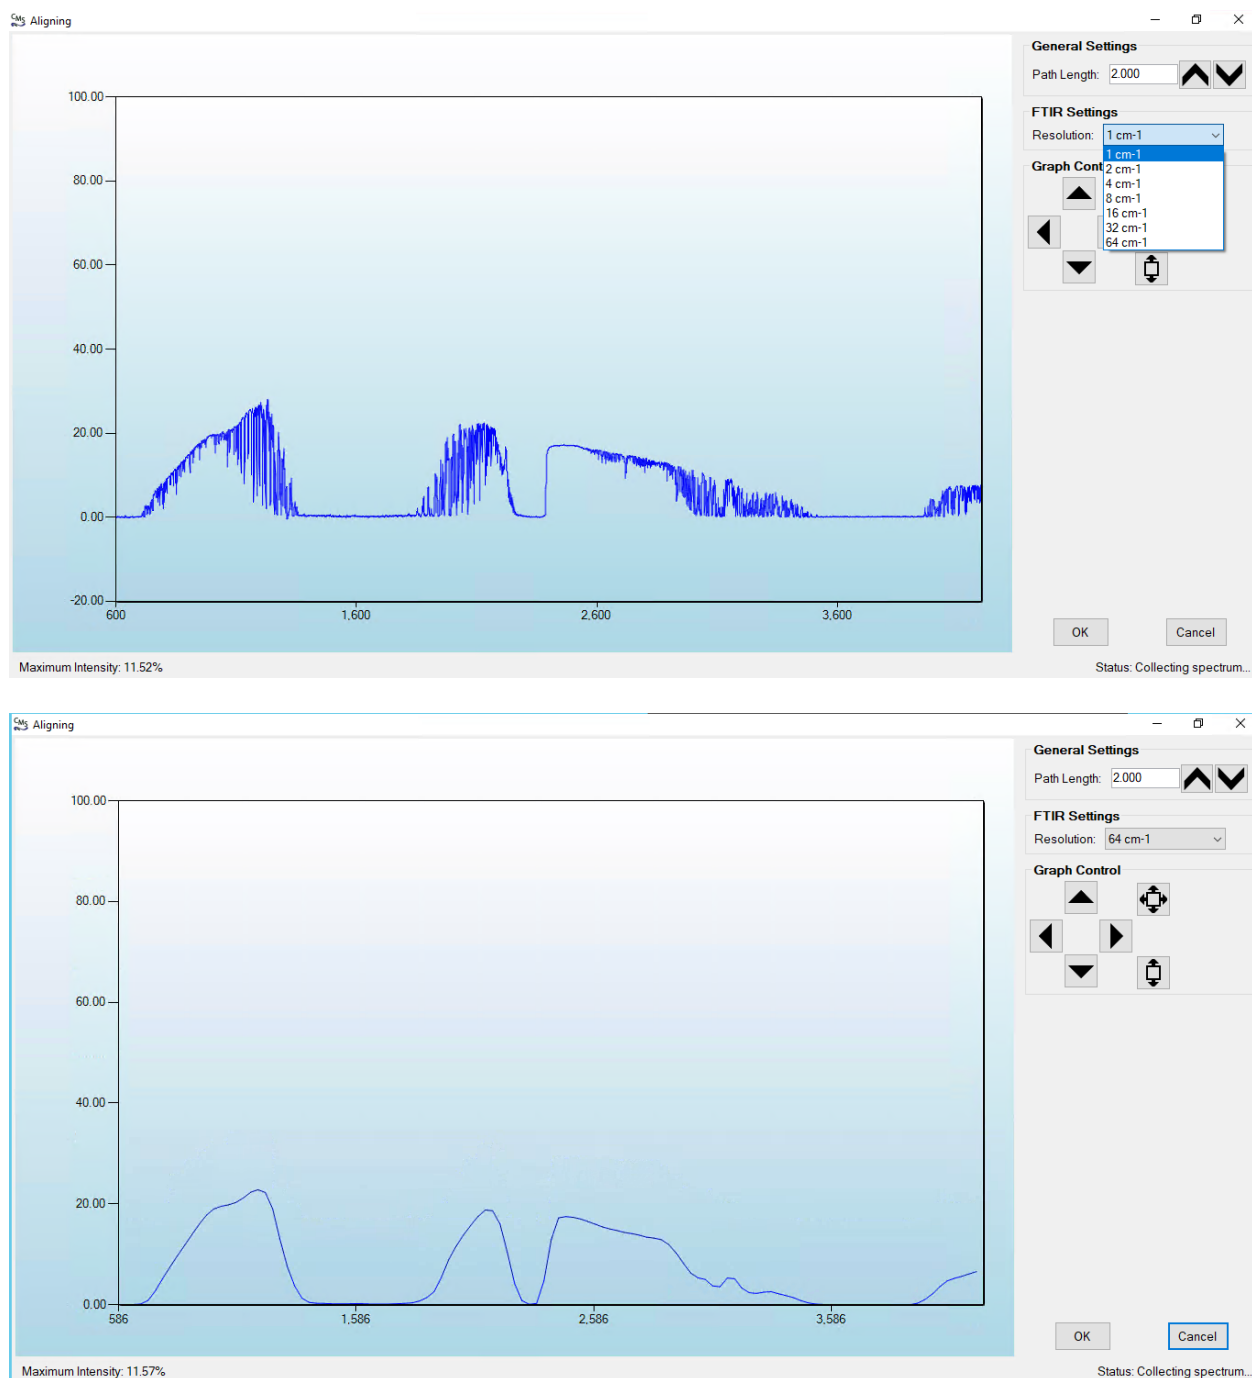 CMS Aligning
General Settings
Path Length: 2.000
FTIR Settings
Resolution: 1 cm-1
1 cm-1
Graph Cont
2 cm-1
4 cm-1
8 cm-1
16 cm-1
32 cm-1
64 cm-1
100.00
80.00
60.00
40.00
20.00
0.00
-20.00
600 1,600 2,600 3,600
OK Cancel
Maximum Intensity: 11.52% Status: Collecting spectrum...
CMS Aligning
General Settings
Path Length: 2.000
FTIR Settings
Resolution: 64 cm-1
Graph Control
100.00
80.00
60.00
40.00
20.00
0.00
586 1,586 2,586 3,586
OK Cancel
Maximum Intensity: 11.57% Status: Collecting spectrum...